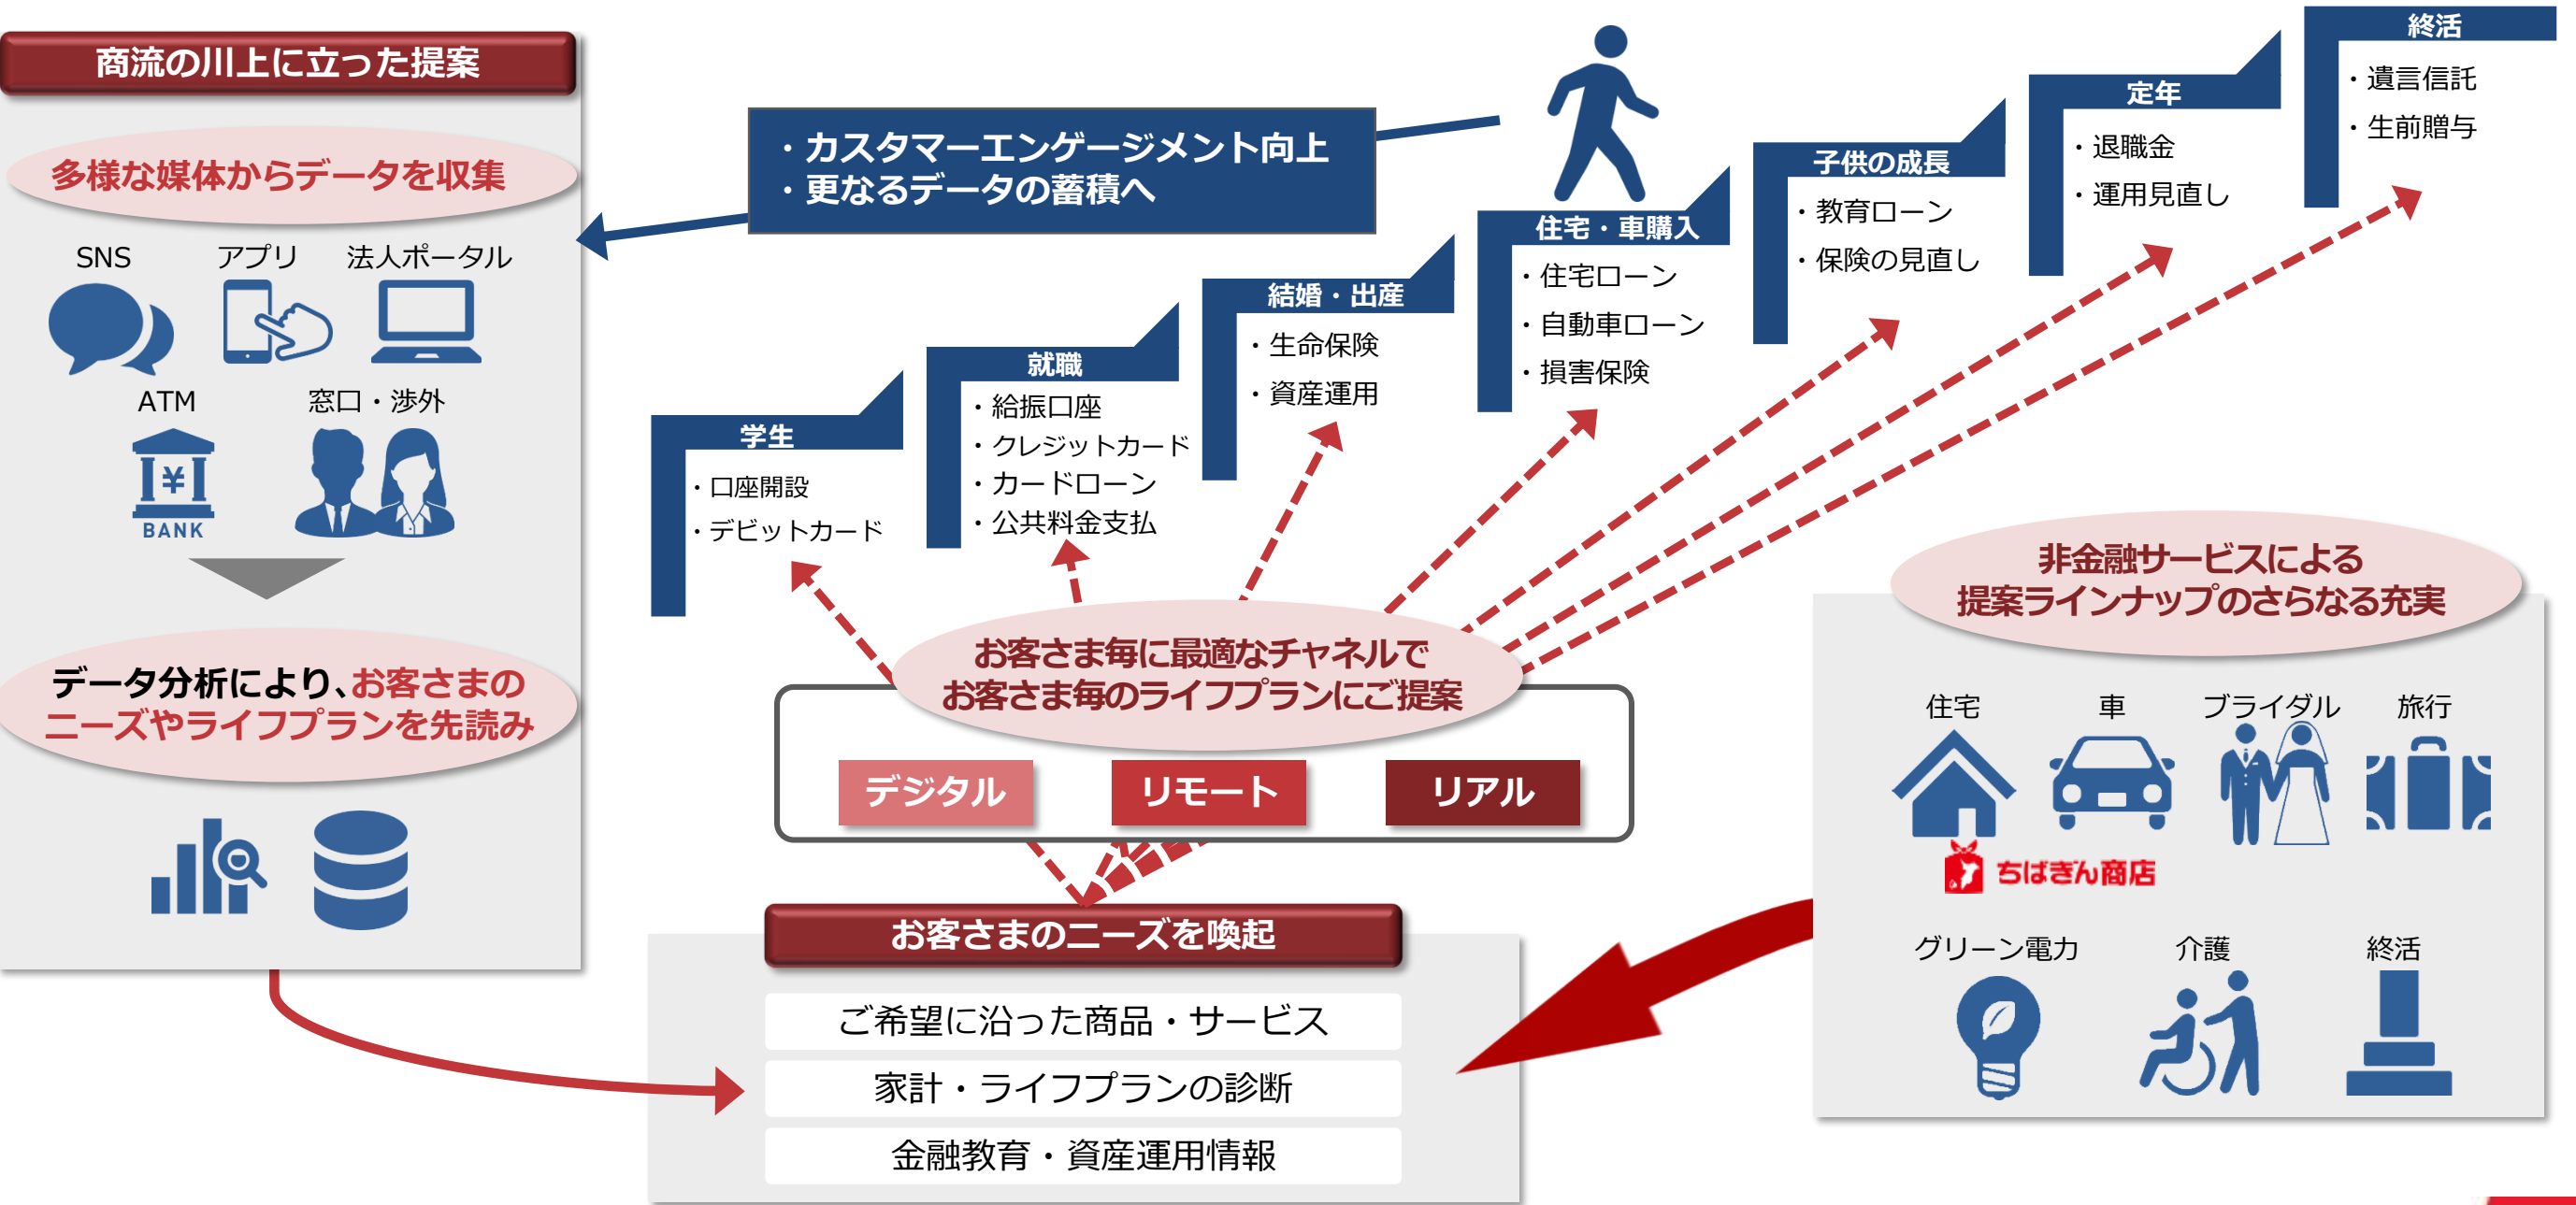 商流の川上に立った提案
多様な媒体からデータを収集
SNS
アプリ
法人ポータル
ATM
窓口・渉外
¥
BANK
データ分析により、お客さまの
ニーズやライフプランを先読み
・カスタマーエンゲージメント向上
・更なるデータの蓄積へ
学生
・口座開設
・デビットカード
就職
・給振口座
・クレジットカード
・カードローン
・公共料金支払
結婚・出産
・生命保険
・資産運用
住宅・車購入
・住宅ローン
・自動車ローン
・損害保険
子供の成長
・教育ローン
・保険の見直し
定年
・退職金
・運用見直し
終活
・遺言信託
・生前贈与
お客さま毎に最適なチャネルで
お客さま毎のライフプランにご提案
デジタル
リモート
リアル
お客さまのニーズを喚起
ご希望に沿った商品・サービス
家計・ライフプランの診断
金融教育・資産運用情報
非金融サービスによる
提案ラインナップのさらなる充実
住宅
車
ブライダル
旅行
ちばぎん商店
グリーン電力
介護
終活